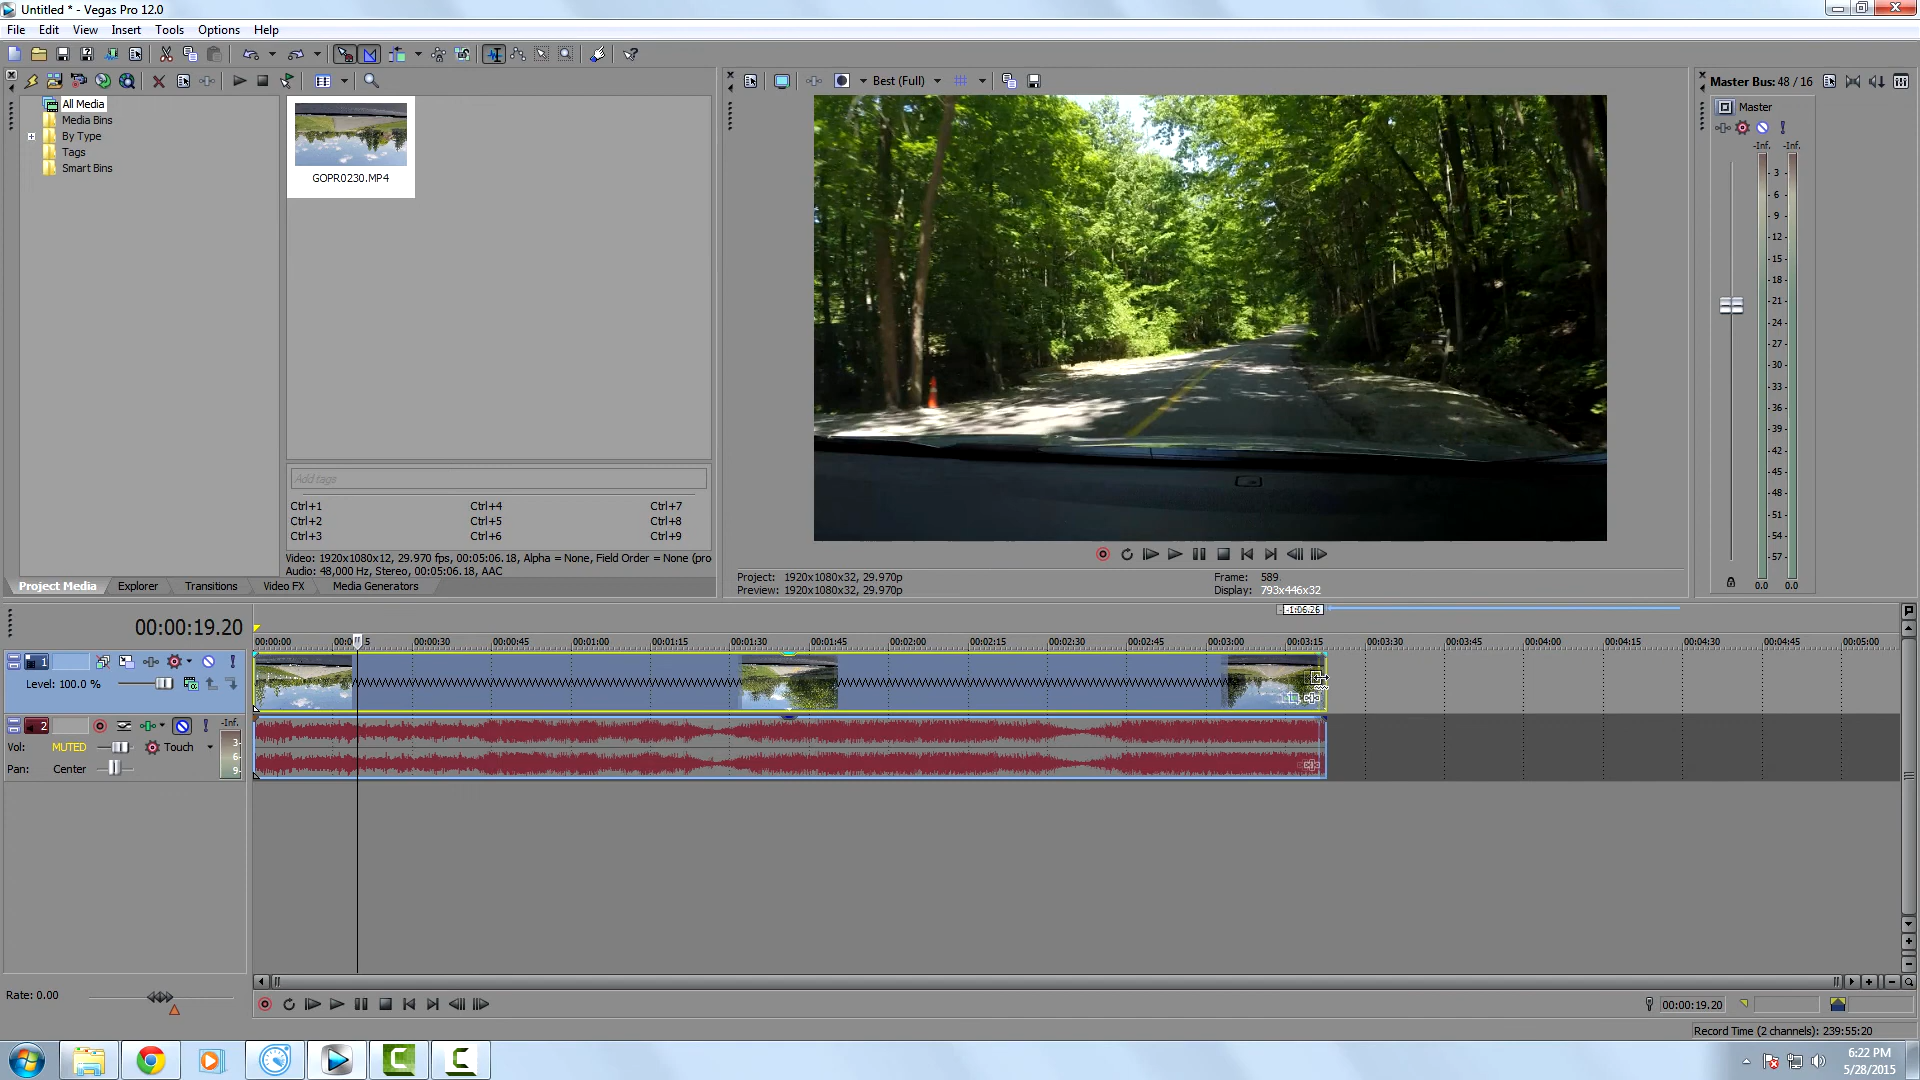 Untitled * - Vegas Pro 12.0
File Edit View Insert Tools Options Help
Best (Full)
Master Bus: 48 / 16
All Media
Media Bins
By Type
Tags
Smart Bins
GOPR0230.MP4
Master
-Inf. -Inf.
3
6
9
12
15
18
21
24
27
30
33
36
39
42
45
48
51
54
57
0.0 0.0
Add tags
Ctrl+1 Ctrl+4 Ctrl+7
Ctrl+2 Ctrl+5 Ctrl+8
Ctrl+3 Ctrl+6 Ctrl+9
Video: 1920x1080x12, 29.970 fps, 00:05:06.18, Alpha = None, Field Order = None (pro
Audio: 48,000 Hz, Stereo, 00:05:06.18, AAC
Project Media Explorer Transitions Video FX Media Generators
Project: 1920x1080x32, 29.970p Frame: 589
Preview: 1920x1080x32, 29.970p Display: 793x446x32
-1:06.26
00:00:19.20
00:00:00 00:00:30 00:00:45 00:01:00 00:01:15 00:01:30 00:01:45 00:02:00 00:02:15 00:02:30 00:02:45 00:03:00 00:03:15 00:03:30 00:03:45 00:04:00 00:04:15 00:04:30 00:04:45 00:05:00
1
Level: 100.0 %
2 -Inf.
Vol: MUTED Touch 3
6
Pan: Center 9
Rate: 0.00
00:00:19.20
Record Time (2 channels): 239:55:20
6:22 PM
5/28/2015